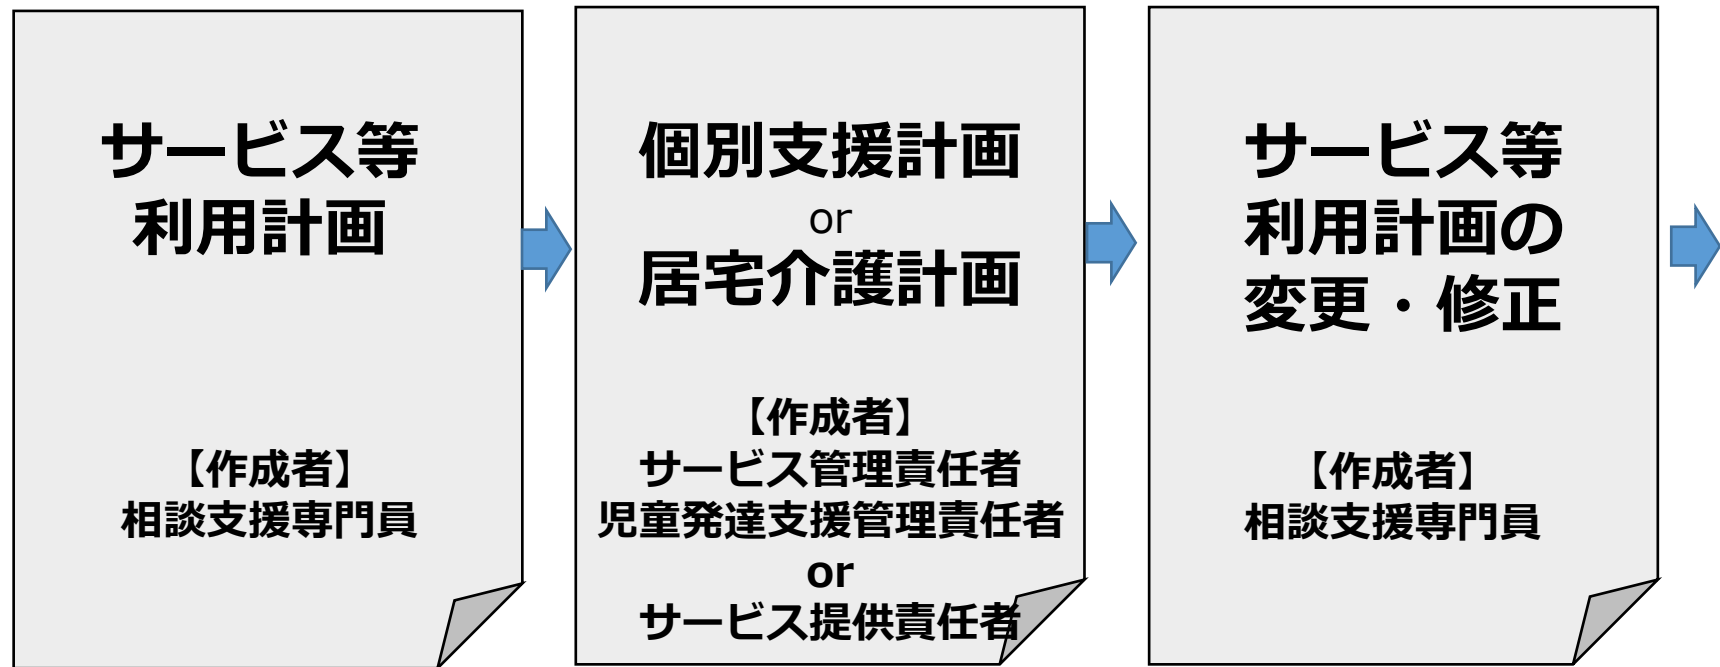 サービス等
利用計画
【作成者】
相談支援専門員
個別支援計画
or
居宅介護計画
【作成者】
サービス管理責任者
児童発達支援管理責任者
or
サービス提供責任者
サービス等
利用計画の
変更・修正
【作成者】
相談支援専門員